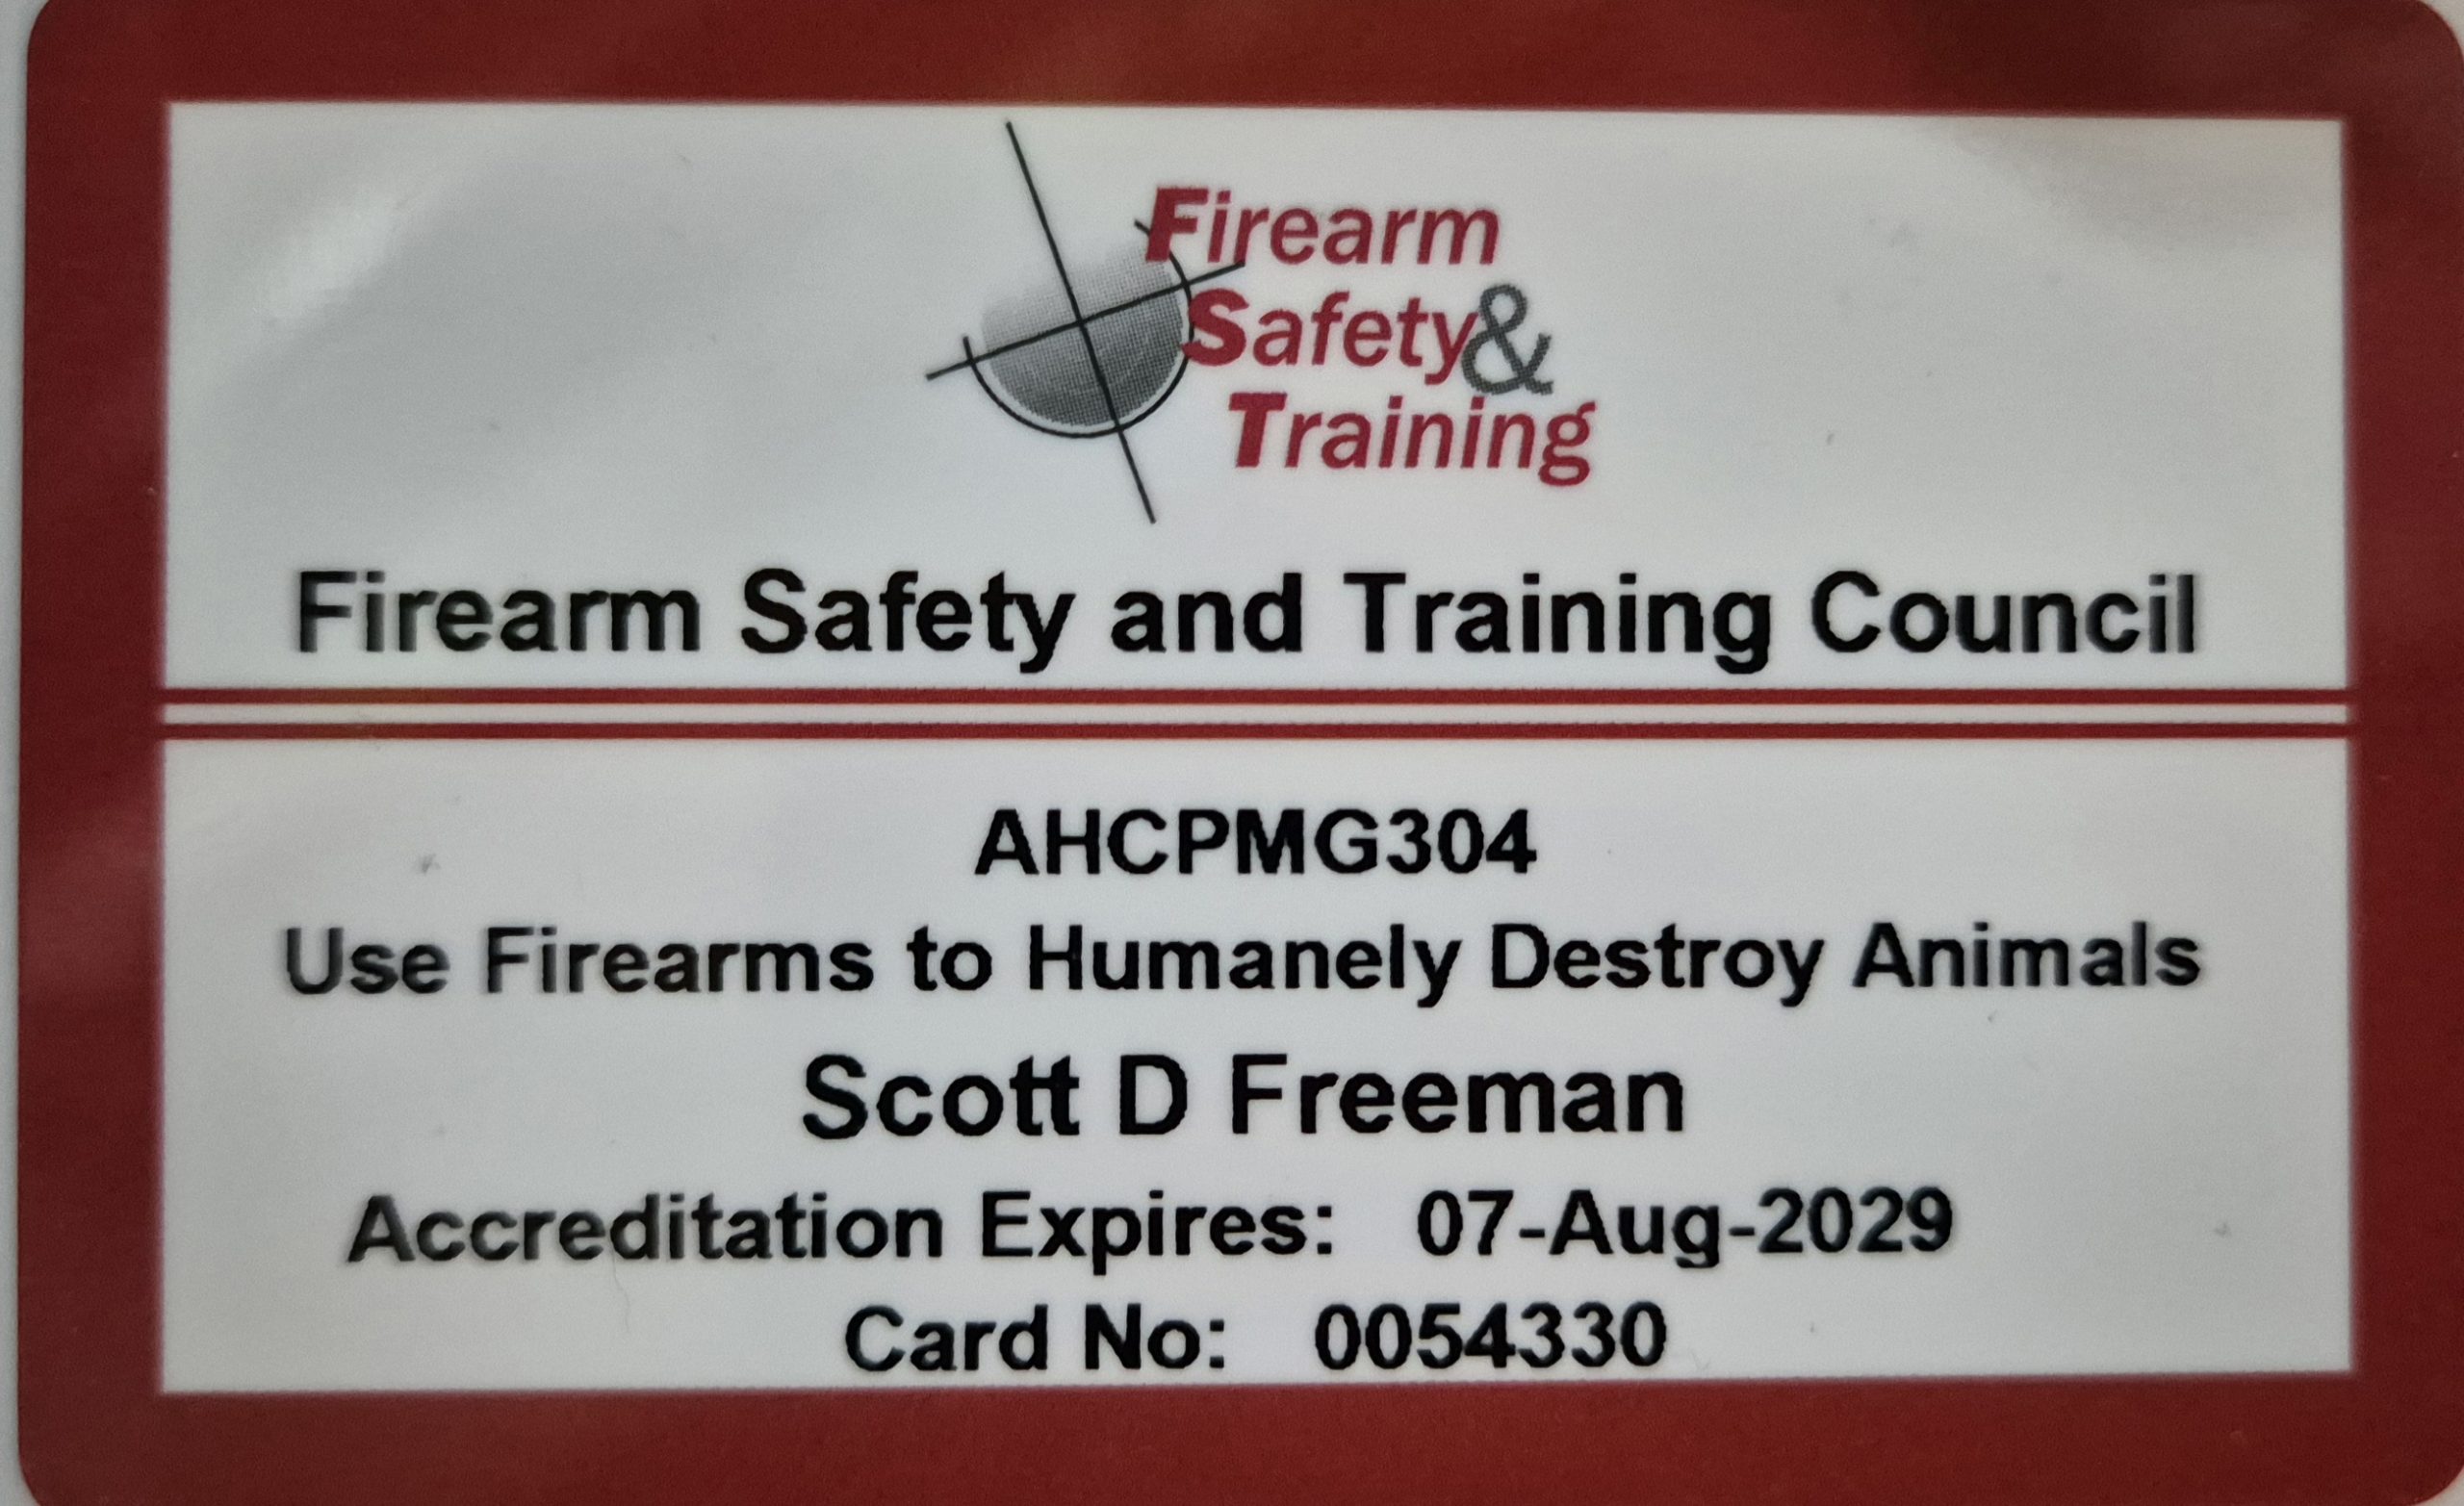 Firearm
Safety &
Training
Firearm Safety and Training Council
AHCPMG304
Use Firearms to Humanely Destroy Animals
Scott D Freeman
Accreditation Expires: 07-Aug-2029
Card No: 0054330